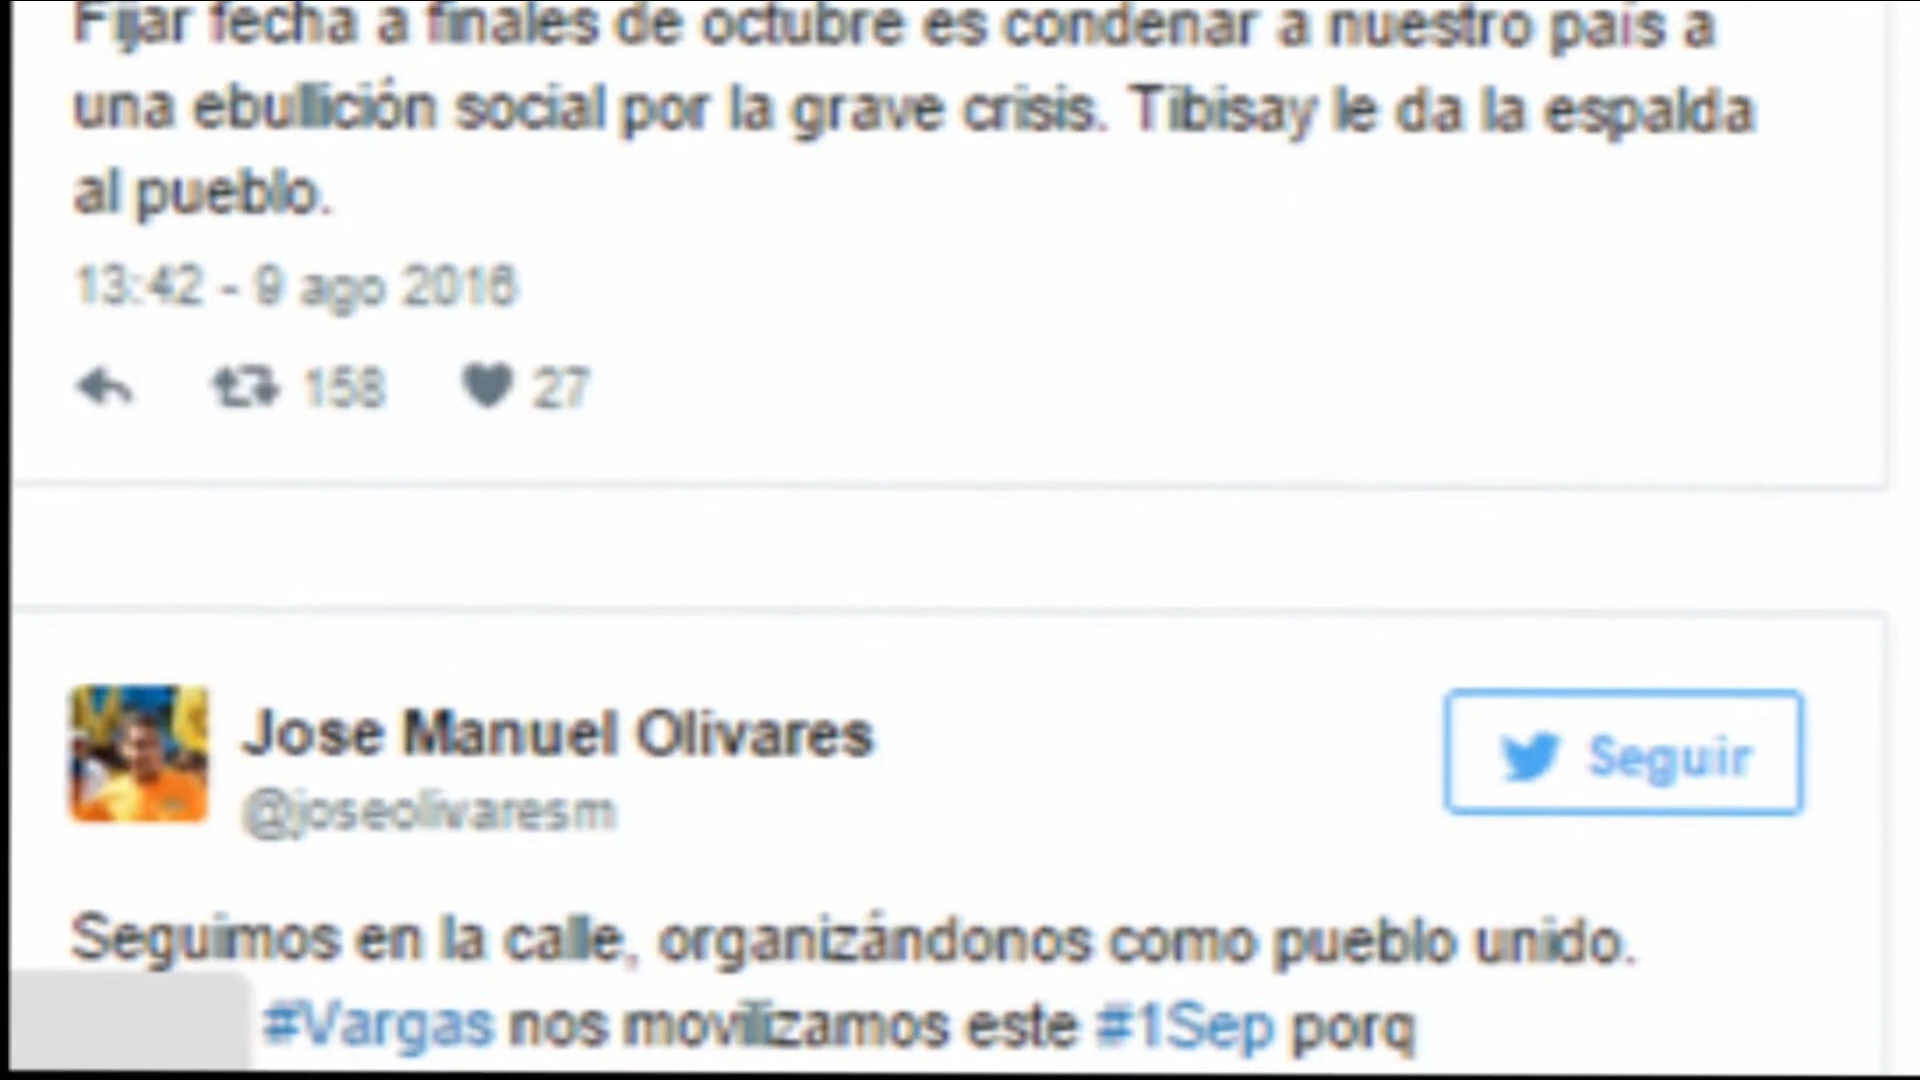 Fijar fecha a finales de octubre es condenar a nuestro país a
una ebullición social por la grave crisis. Tibisay le da la espalda
al pueblo.
13:42 - 9 ago 2016
158 27
Jose Manuel Olivares
Seguir
@joseolivaresm
Seguimos en la calle, organizándonos como pueblo unido.
#Vargas nos movilizamos este #1Sep porq